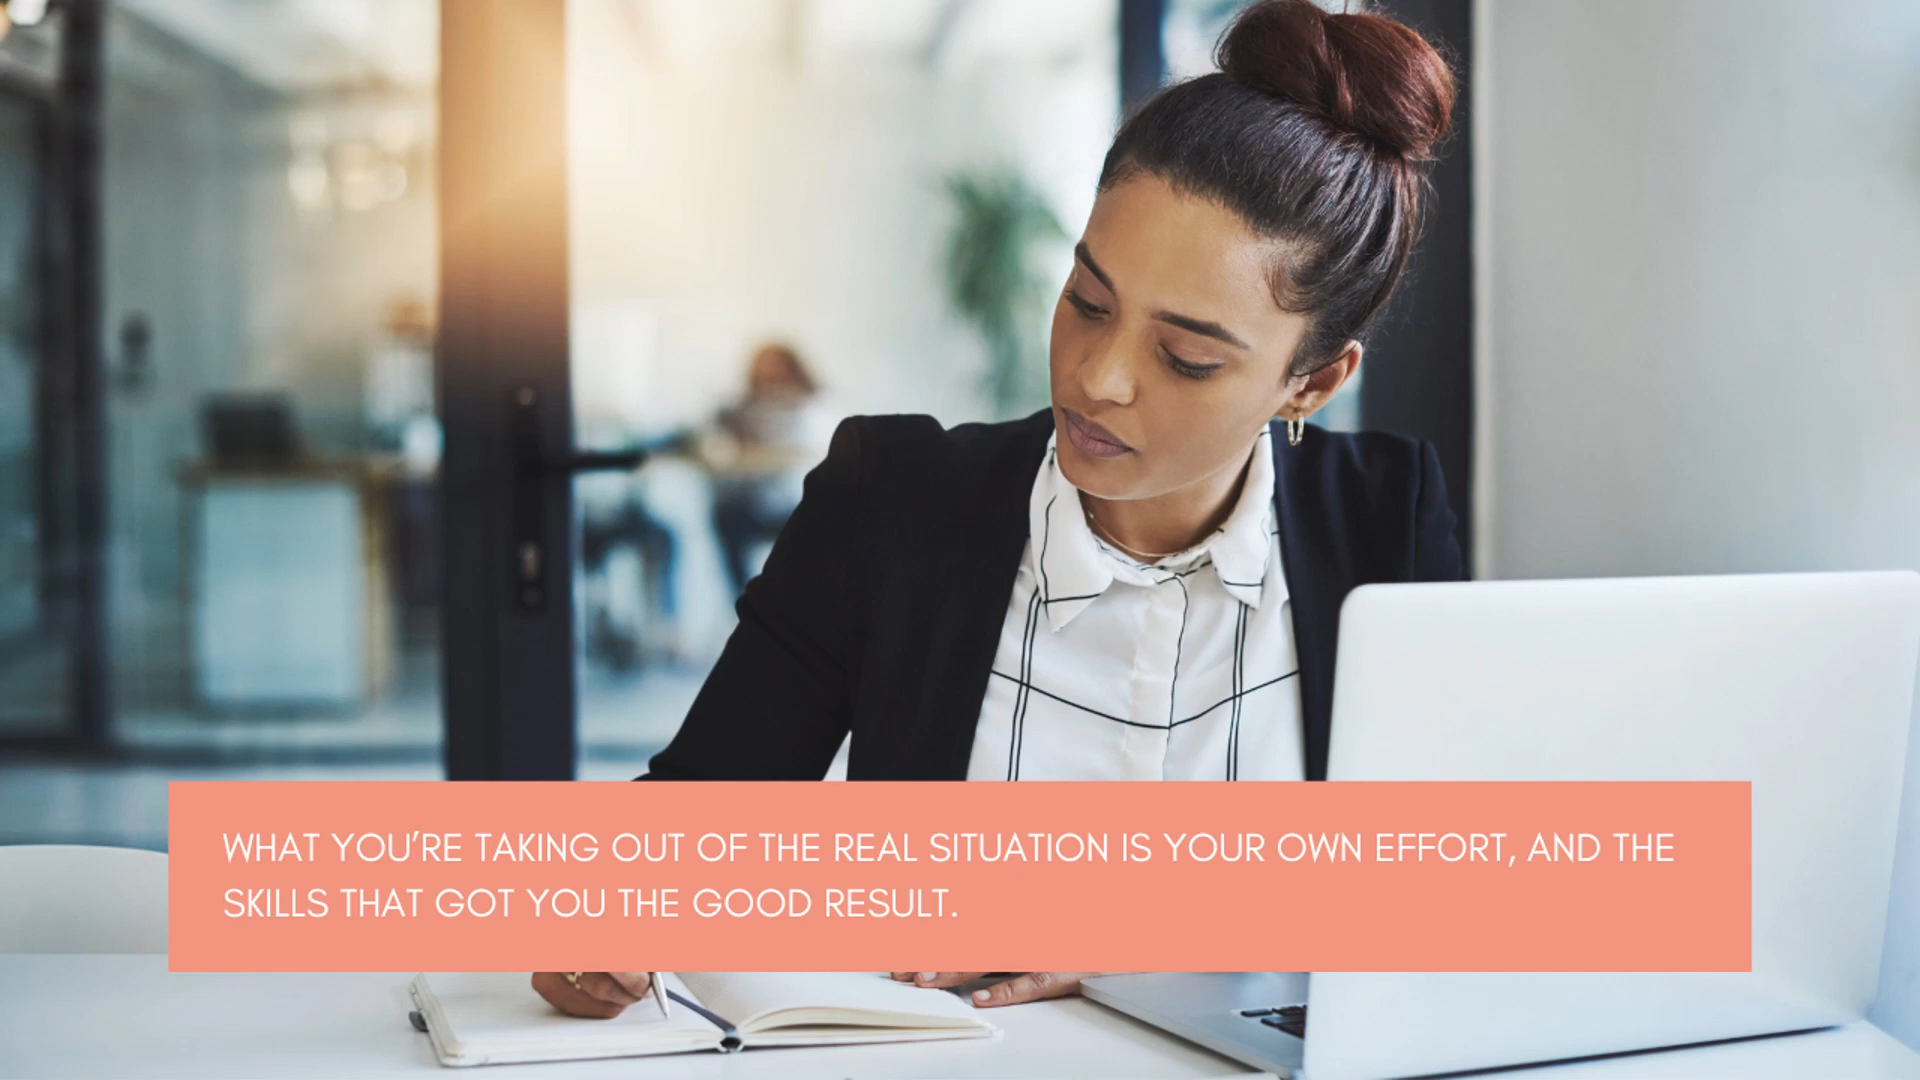 WHAT YOU’RE TAKING OUT OF THE REAL SITUATION IS YOUR OWN EFFORT, AND THE
SKILLS THAT GOT YOU THE GOOD RESULT.